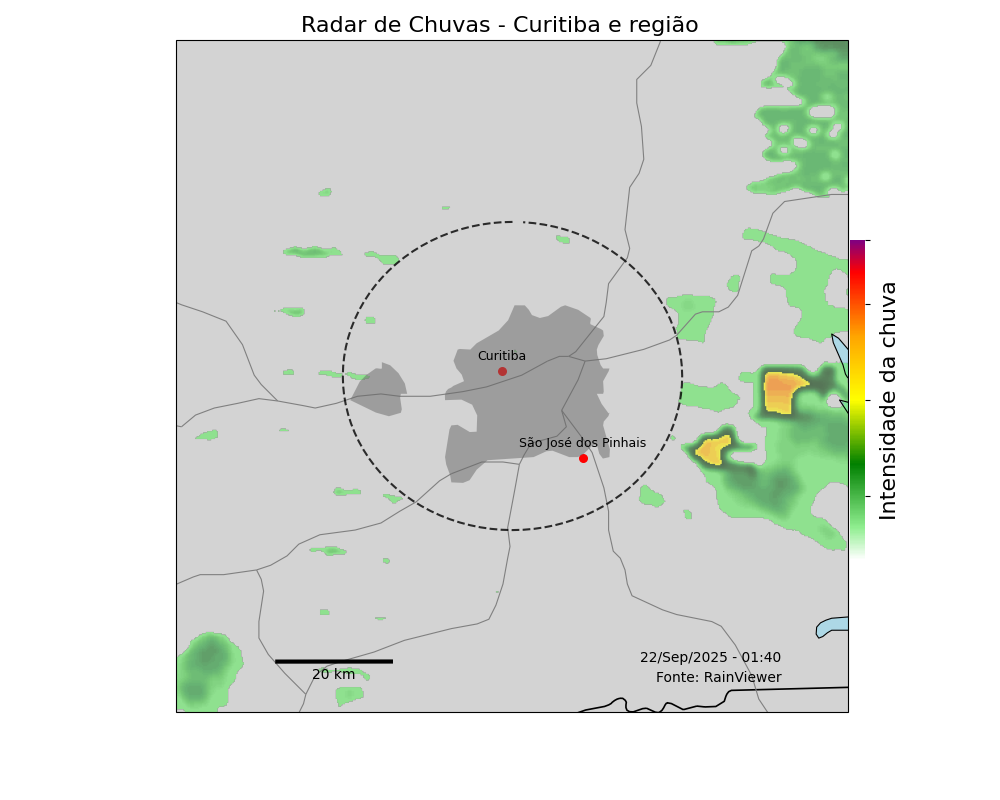 Radar de Chuvas - Curitiba e região
Curitiba
São José dos Pinhais
Intensidade da chuva
22/Sep/2025 - 01:40
Fonte: RainViewer
20 km